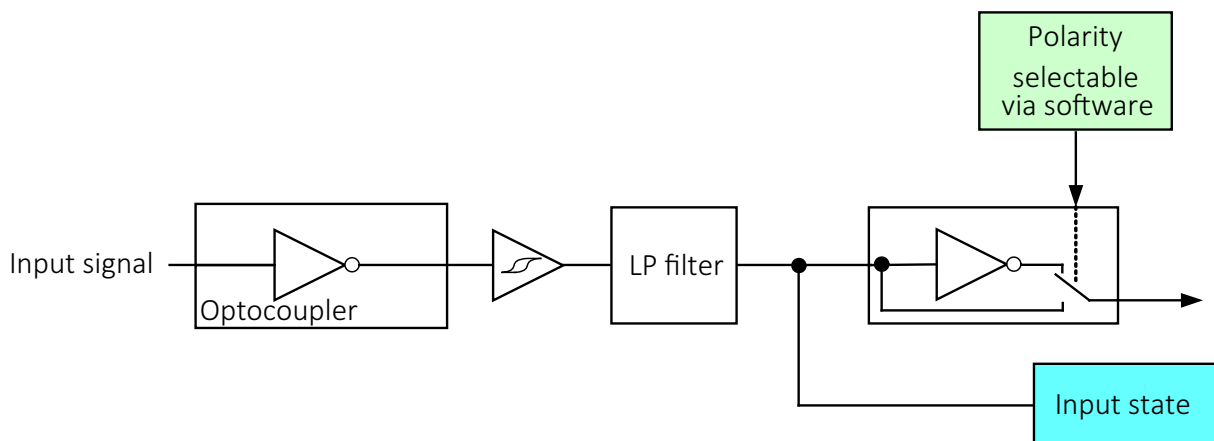 Polarity
selectable
via software
Input signal
Optocoupler
LP filter
Input state